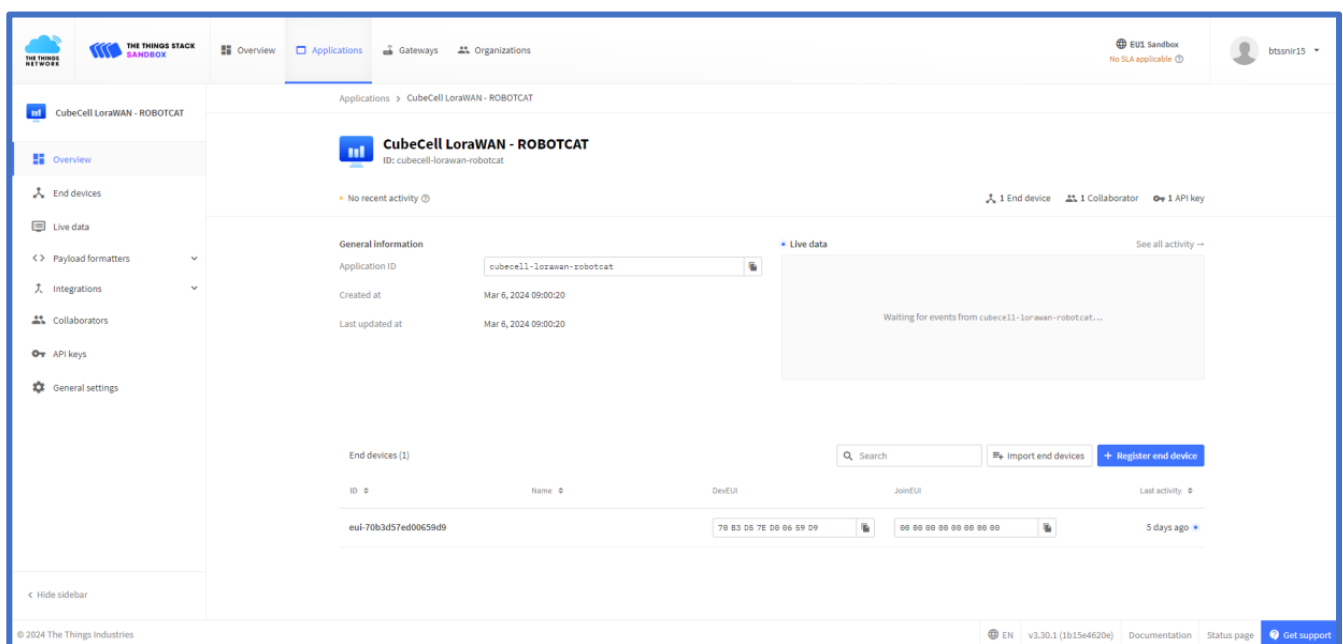 THE THINGS NETWORK
THE THINGS STACK SANDBOX
Overview
Applications
Gateways
Organizations
EU1 Sandbox
No SLA applicable
btssnir15
CubeCell LoraWAN - ROBOTCAT
Overview
End devices
Live data
Payload formatters
Integrations
Collaborators
API keys
General settings
< Hide sidebar
Applications > CubeCell LoraWAN - ROBOTCAT
CubeCell LoraWAN - ROBOTCAT
ID: cubecell-lorawan-robotcat
No recent activity
1 End device 1 Collaborator 1 API key
General information
Application ID cubecell-lorawan-robotcat
Created at Mar 6, 2024 09:00:20
Last updated at Mar 6, 2024 09:00:20
Live data See all activity →
Waiting for events from cubecell-lorawan-robotcat...
End devices (1) Search Import end devices + Register end device
ID Name DevEUI JoinEUI Last activity
eui-70b3d57ed00659d9 70 B3 D5 7E D0 06 59 D9 00 00 00 00 00 00 00 00 5 days ago
© 2024 The Things Industries EN v3.30.1 (1b15e4620e) Documentation Status page Get support